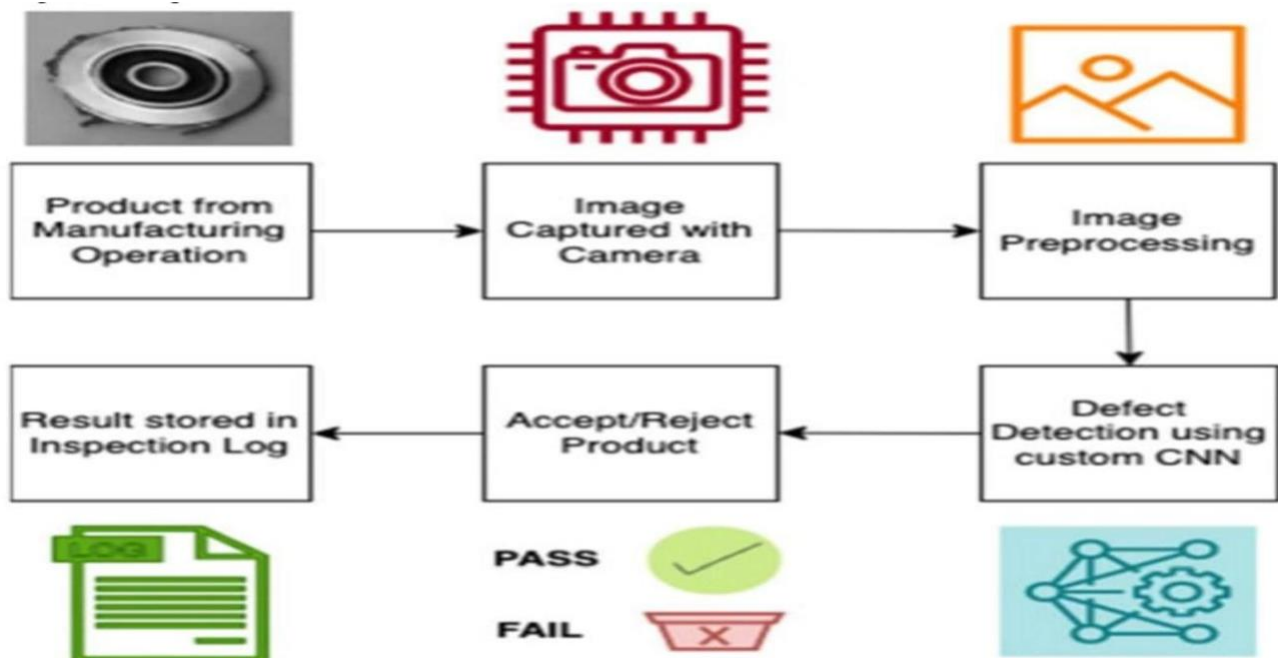 Product from
Manufacturing
Operation
Image
Captured with
Camera
Image
Preprocessing
Result stored in
Inspection Log
Accept/Reject
Product
Defect
Detection using
custom CNN
LOG
PASS
FAIL